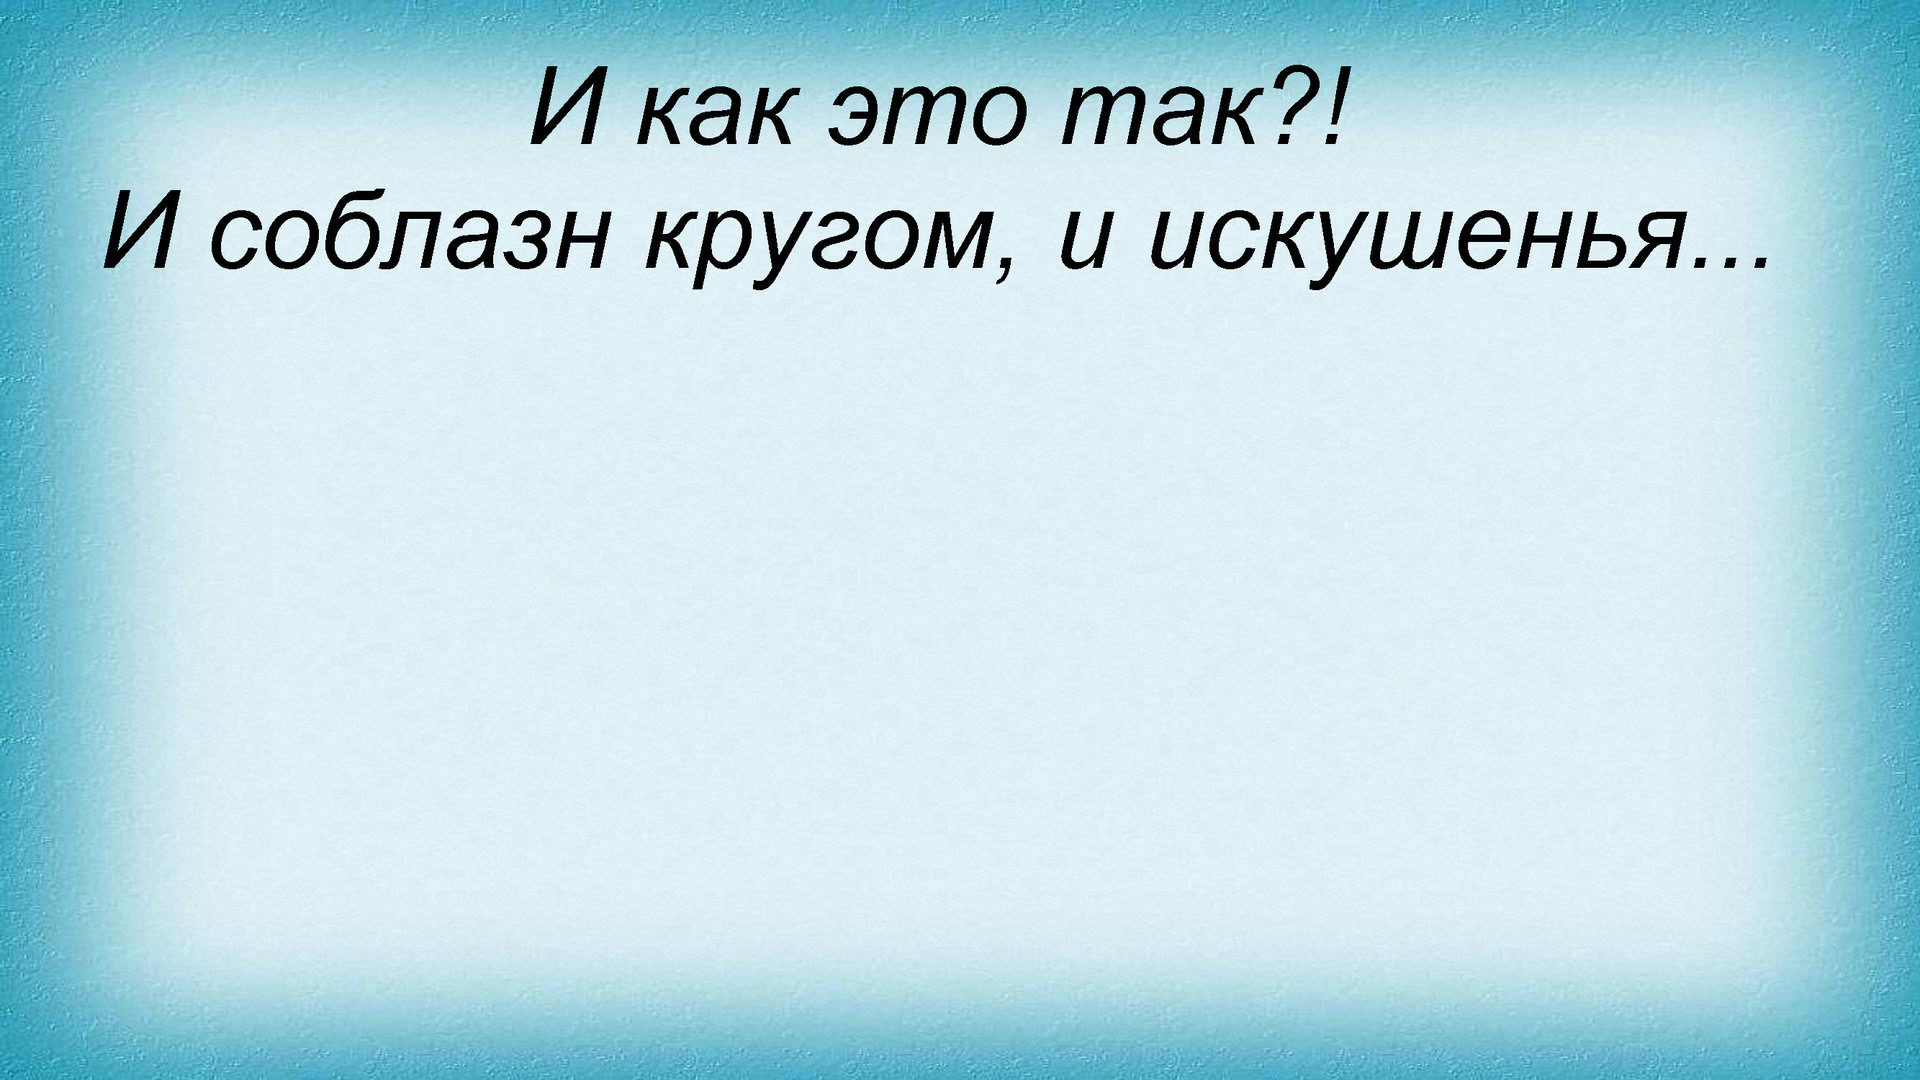 И как это так?!
И соблазн кругом, и искушенья...